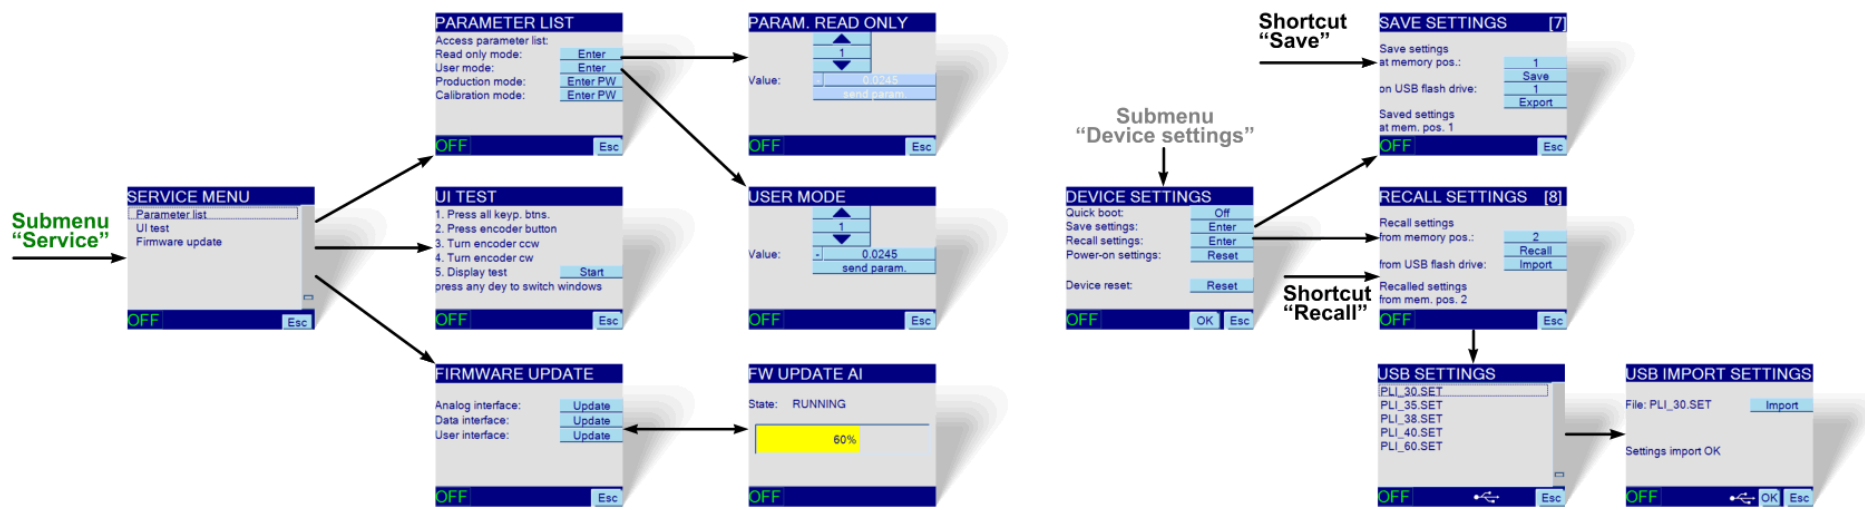 Submenu
“Service”
SERVICE MENU
Parameter list
UI test
Firmware update
OFF Esc
PARAMETER LIST
Access parameter list:
Read only mode: Enter
User mode: Enter
Production mode: Enter PW
Calibration mode: Enter PW
OFF Esc
PARAM. READ ONLY
1
Value: - 0.0245
send param.
OFF Esc
UI TEST
1. Press all keyp. btns.
2. Press encoder button
3. Turn encoder ccw
4. Turn encoder cw
5. Display test Start
press any dey to switch windows
OFF Esc
USER MODE
1
Value: - 0.0245
send param.
OFF Esc
FIRMWARE UPDATE
Analog interface: Update
Data interface: Update
User interface: Update
OFF Esc
FW UPDATE AI
State: RUNNING
60%
OFF
Submenu
“Device settings”
DEVICE SETTINGS
Quick boot: Off
Save settings: Enter
Recall settings: Enter
Power-on settings: Reset
Device reset: Reset
OFF OK Esc
Shortcut
“Save”
SAVE SETTINGS [7]
Save settings
at memory pos.: 1
Save
on USB flash drive: 1
Export
Saved settings
at mem. pos. 1
OFF Esc
Shortcut
“Recall”
RECALL SETTINGS [8]
Recall settings
from memory pos.: 2
Recall
from USB flash drive: Import
Recalled settings
from mem. pos. 2
OFF Esc
USB SETTINGS
PLI_30.SET
PLI_35.SET
PLI_38.SET
PLI_40.SET
PLI_60.SET
OFF Esc
USB IMPORT SETTINGS
File: PLI_30.SET Import
Settings import OK
OFF OK Esc